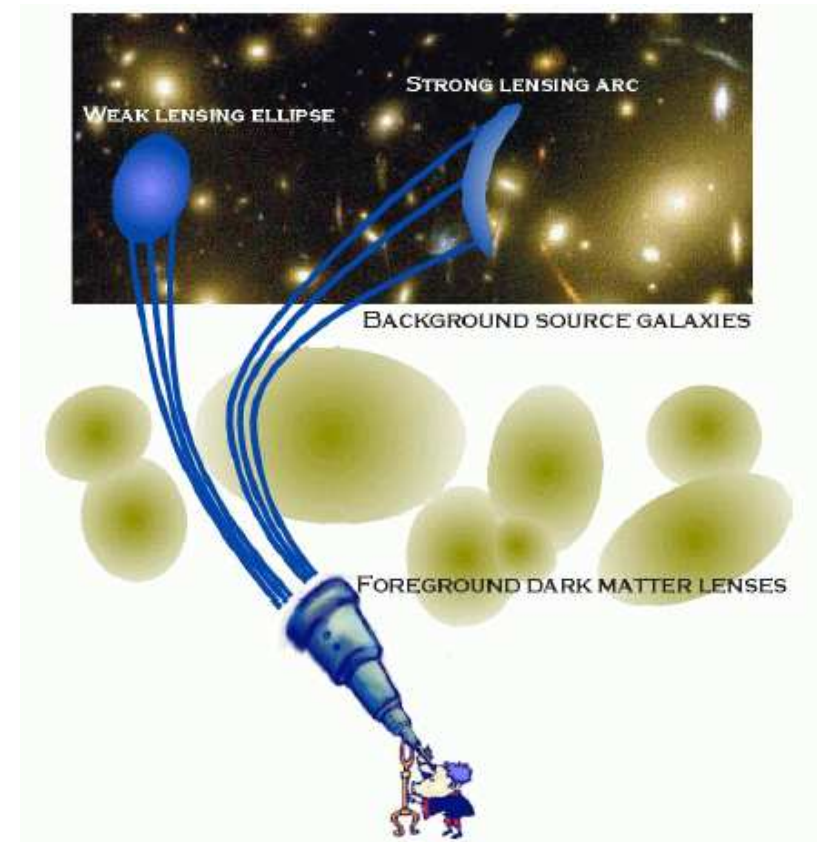 STRONG LENSING ARC
WEAK LENSING ELLIPSE
BACKGROUND SOURCE GALAXIES
FOREGROUND DARK MATTER LENSES